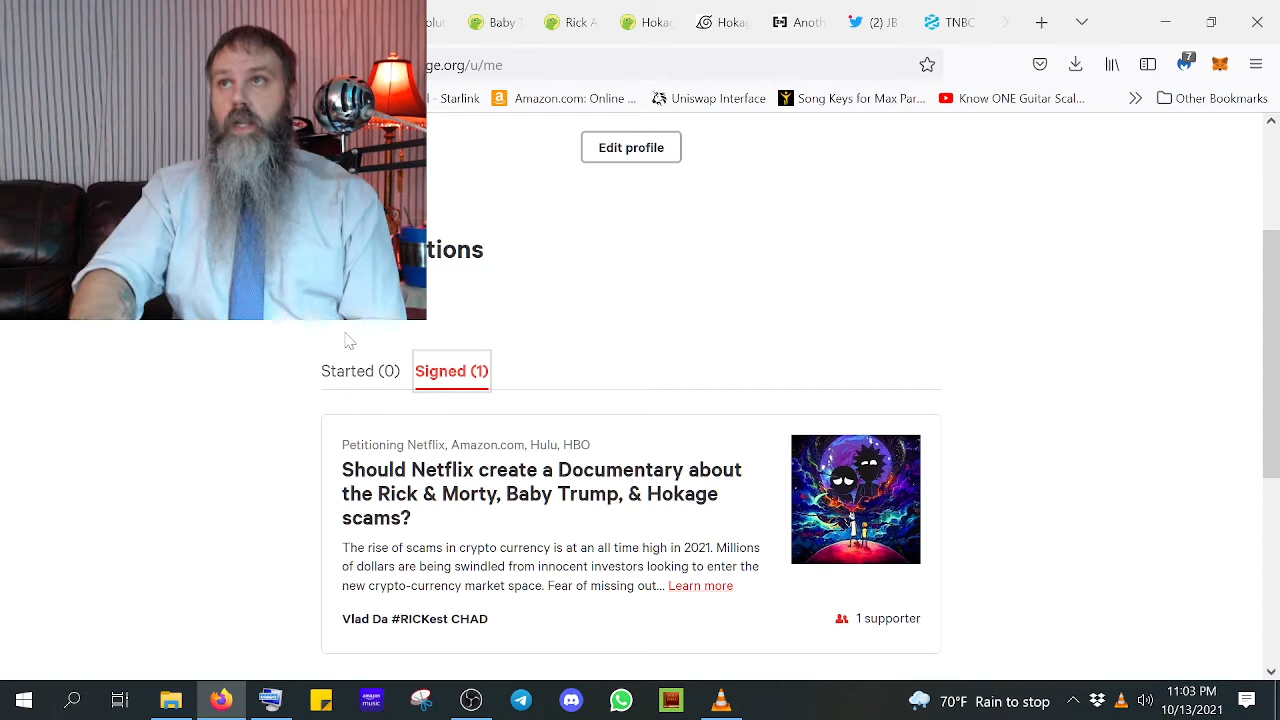 olut
Baby T
Rick A
Hoka
Hokag
Anoth
(2) JB
TNBC
ge.org/u/me
7
l - Starlink
Amazon.com: Online ...
Uniswap Interface
Song Keys for Max Par...
Know ONE Guitar Scal...
Other Bookmarks
Edit profile
tions
Started (0)
Signed (1)
Petitioning Netflix, Amazon.com, Hulu, HBO
Should Netflix create a Documentary about
the Rick & Morty, Baby Trump, & Hokage
scams?
The rise of scams in crypto currency is at an all time high in 2021. Millions
of dollars are being swindled from innocent investors looking to enter the
new crypto-currency market space. Fear of missing out... Learn more
Vlad Da #RICKest CHAD
1 supporter
amazon
music
70°F Rain to stop
11:03 PM
10/13/2021